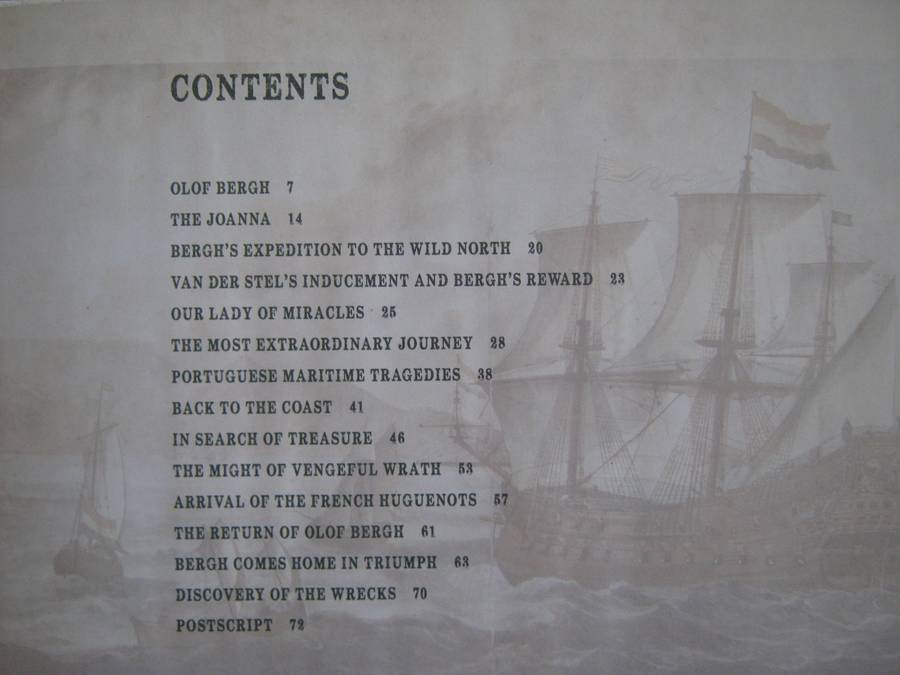 CONTENTS
OLOF BERGH 7
THE JOANNA 14
BERGH'S EXPEDITION TO THE WILD NORTH 20
VAN DER STEL'S INDUCEMENT AND BERGH'S REWARD 23
OUR LADY OF MIRACLES 25
THE MOST EXTRAORDINARY JOURNEY 28
PORTUGUESE MARITIME TRAGEDIES 38
BACK TO THE COAST 41
IN SEARCH OF TREASURE 46
THE MIGHT OF VENGEFUL WRATH 53
ARRIVAL OF THE FRENCH HUGUENOTS 57
THE RETURN OF OLOF BERGH 61
BERGH COMES HOME IN TRIUMPH 63
DISCOVERY OF THE WRECKS 70
POSTSCRIPT 72